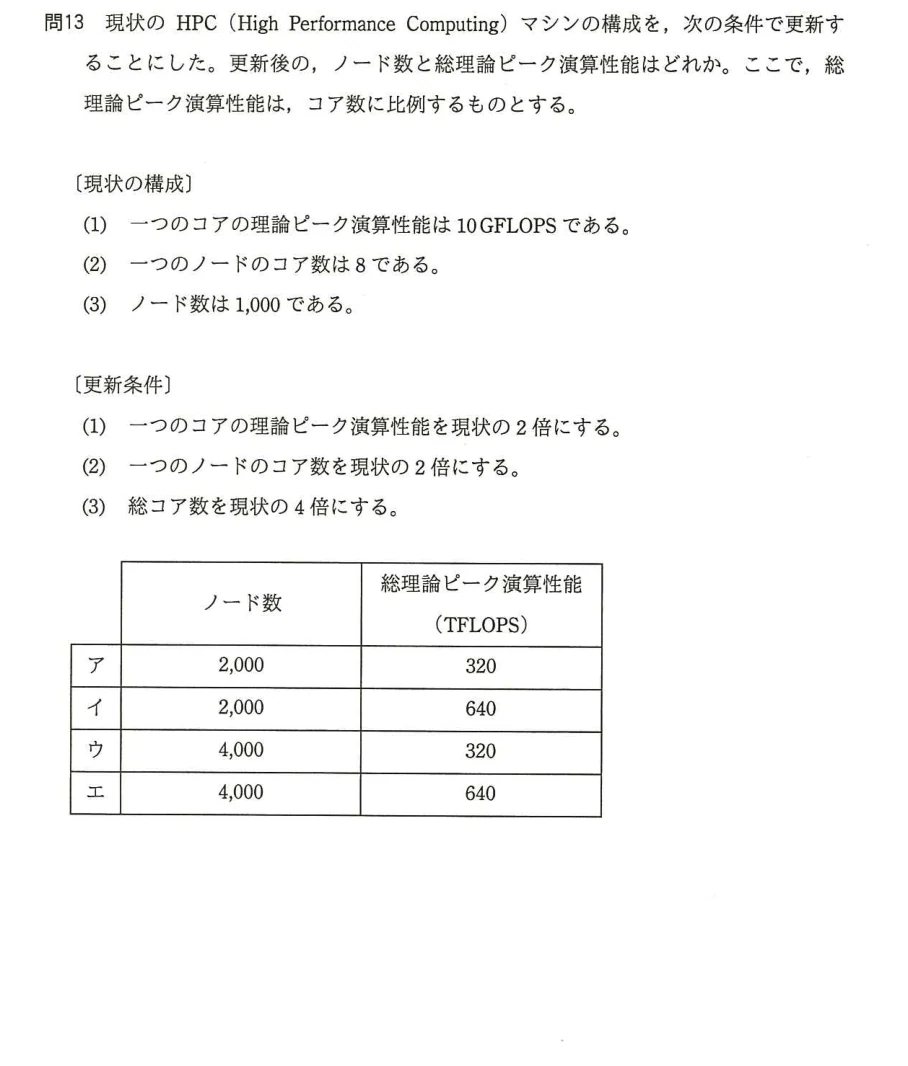 問13 現状の HPC（High Performance Computing）マシンの構成を，次の条件で更新す
ることにした。更新後の，ノード数と総理論ピーク演算性能はどれか。ここで，総
理論ピーク演算性能は，コア数に比例するものとする。
〔現状の構成〕
(1) 一つのコアの理論ピーク演算性能は 10 GFLOPS である。
(2) 一つのノードのコア数は 8 である。
(3) ノード数は 1,000 である。
〔更新条件〕
(1) 一つのコアの理論ピーク演算性能を現状の 2 倍にする。
(2) 一つのノードのコア数を現状の 2 倍にする。
(3) 総コア数を現状の 4 倍にする。
ノード数 総理論ピーク演算性能
（TFLOPS）
ア 2,000 320
イ 2,000 640
ウ 4,000 320
エ 4,000 640